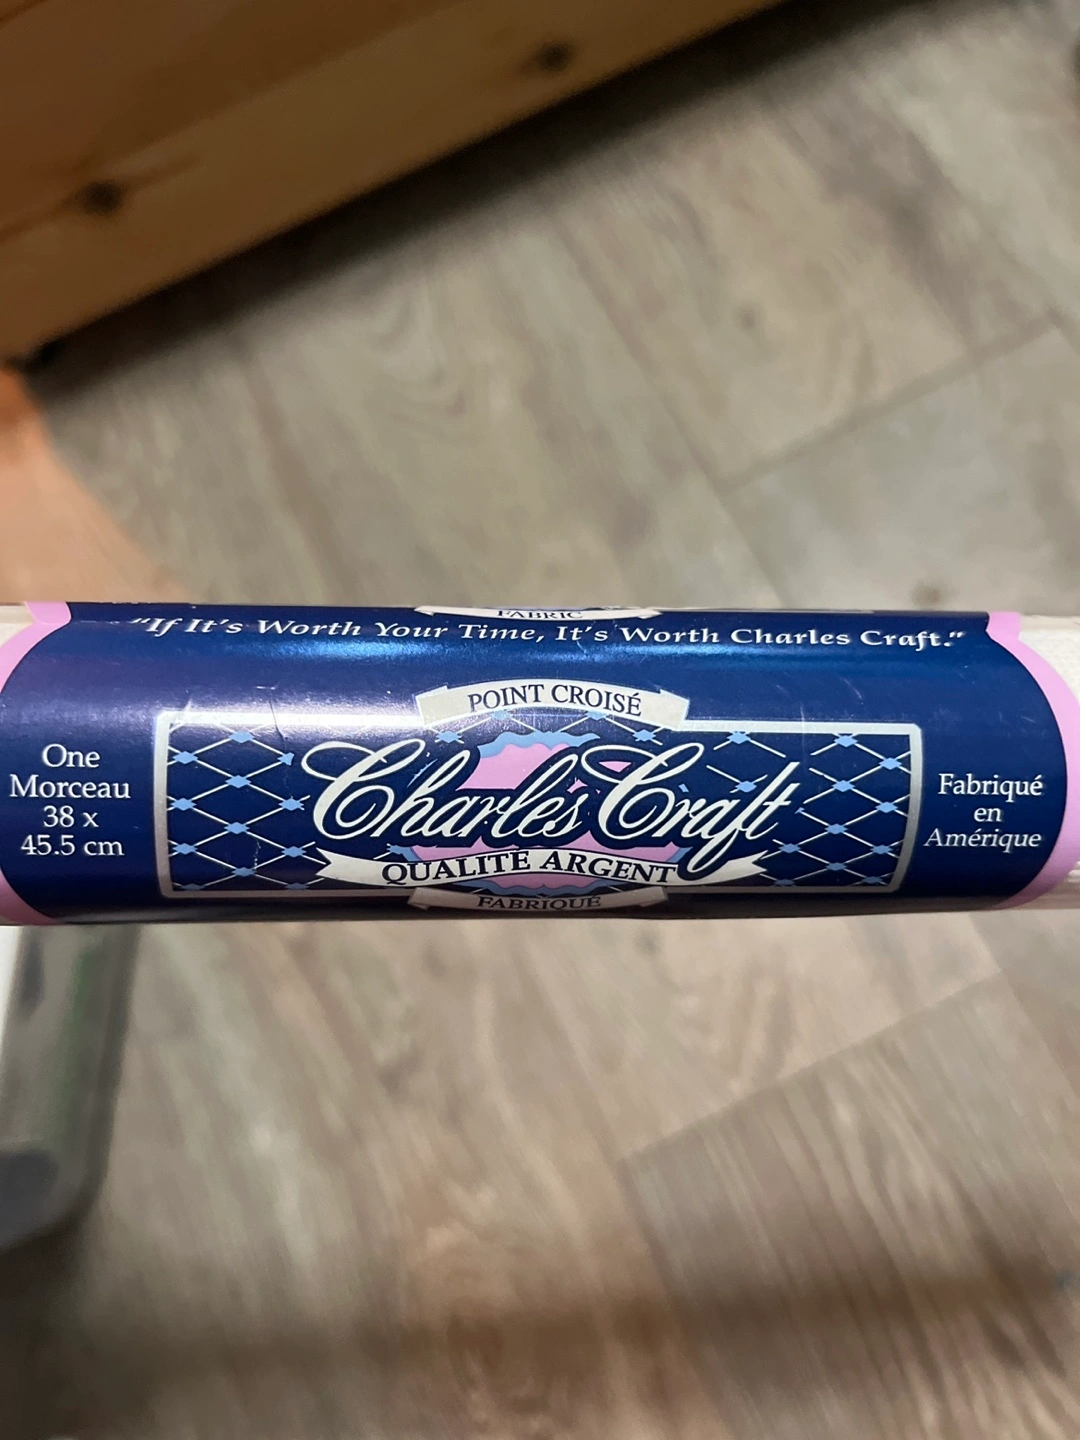 FABRIC
"If It's Worth Your Time, It's Worth Charles Craft."
POINT CROISÉ
One
Morceau
38 x
45.5 cm
Charles Craft
QUALITE ARGENT
FABRIQUÉ
Fabriqué
en
Amérique